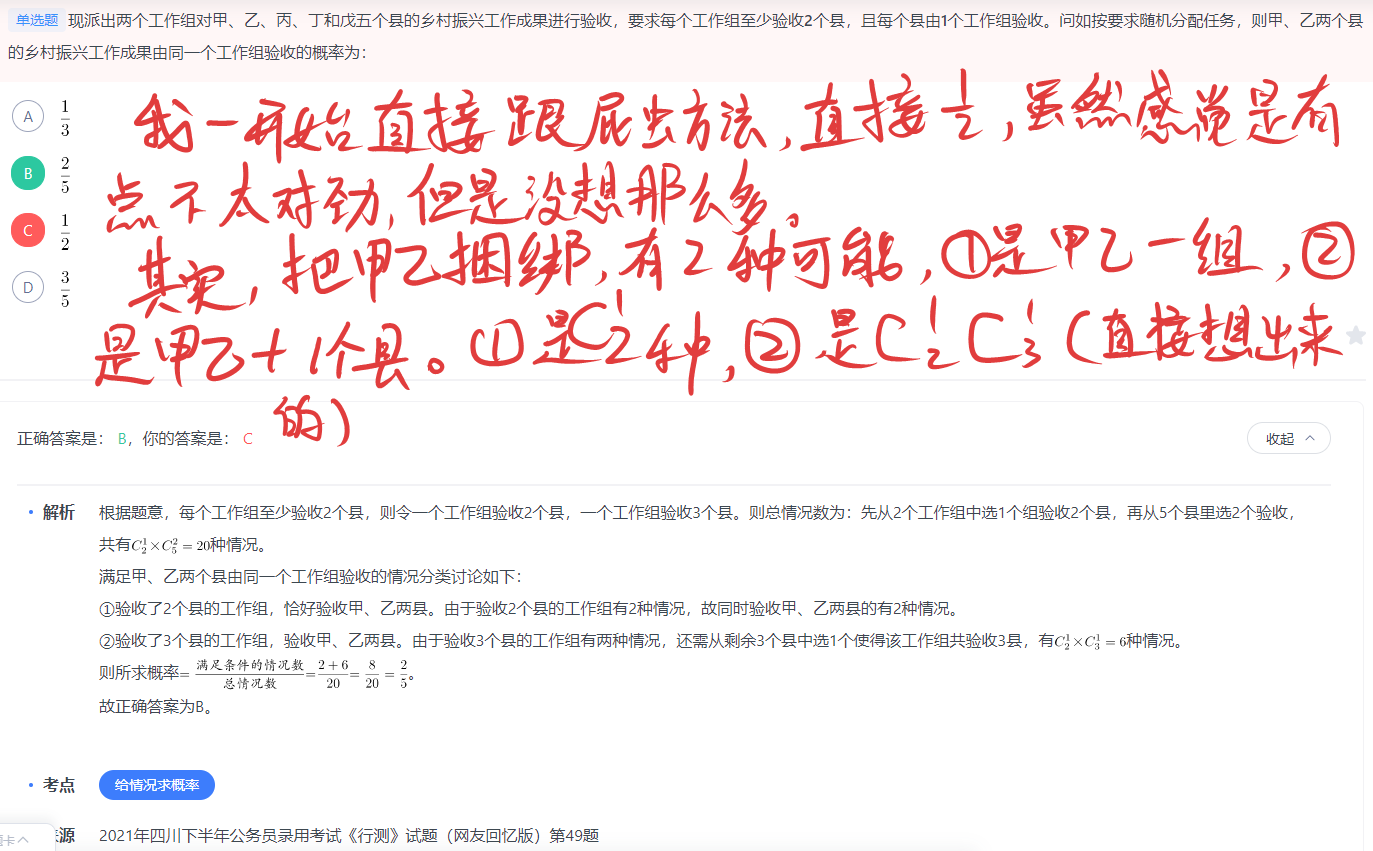 单选题 现派出两个工作组对甲、乙、丙、丁和戊五个县的乡村振兴工作成果进行验收，要求每个工作组至少验收2个县，且每个县由1个工作组验收。问如按要求随机分配任务，则甲、乙两个县
的乡村振兴工作成果由同一个工作组验收的概率为：
A 1/3
B 2/5
C 1/2
D 3/5
我一开始直接跟屁虫方法，直接1/2，虽然感觉是有
点不太对劲，但是没想那么多。
其实，把甲乙捆绑，有2种可能，①是甲乙一组，②
是甲乙+1个县。①是C₂¹种，②是C₂¹C₃¹（直接想出来
的）
正确答案是： B，你的答案是： C
收起
解析 根据题意，每个工作组至少验收2个县，则令一个工作组验收2个县，一个工作组验收3个县。则总情况数为：先从2个工作组中选1个组验收2个县，再从5个县里选2个验收，
共有C₂¹×C₅²=20种情况。
满足甲、乙两个县由同一个工作组验收的情况分类讨论如下：
①验收了2个县的工作组，恰好验收甲、乙两县。由于验收2个县的工作组有2种情况，故同时验收甲、乙两县的有2种情况。
②验收了3个县的工作组，验收甲、乙两县。由于验收3个县的工作组有两种情况，还需从剩余3个县中选1个使得该工作组共验收3县，有C₂¹×C₃¹=6种情况。
则所求概率=满足条件的情况数/总情况数=2+6/20=8/20=2/5。
故正确答案为B。
考点 给情况求概率
源 2021年四川下半年公务员录用考试《行测》试题（网友回忆版）第49题
卡